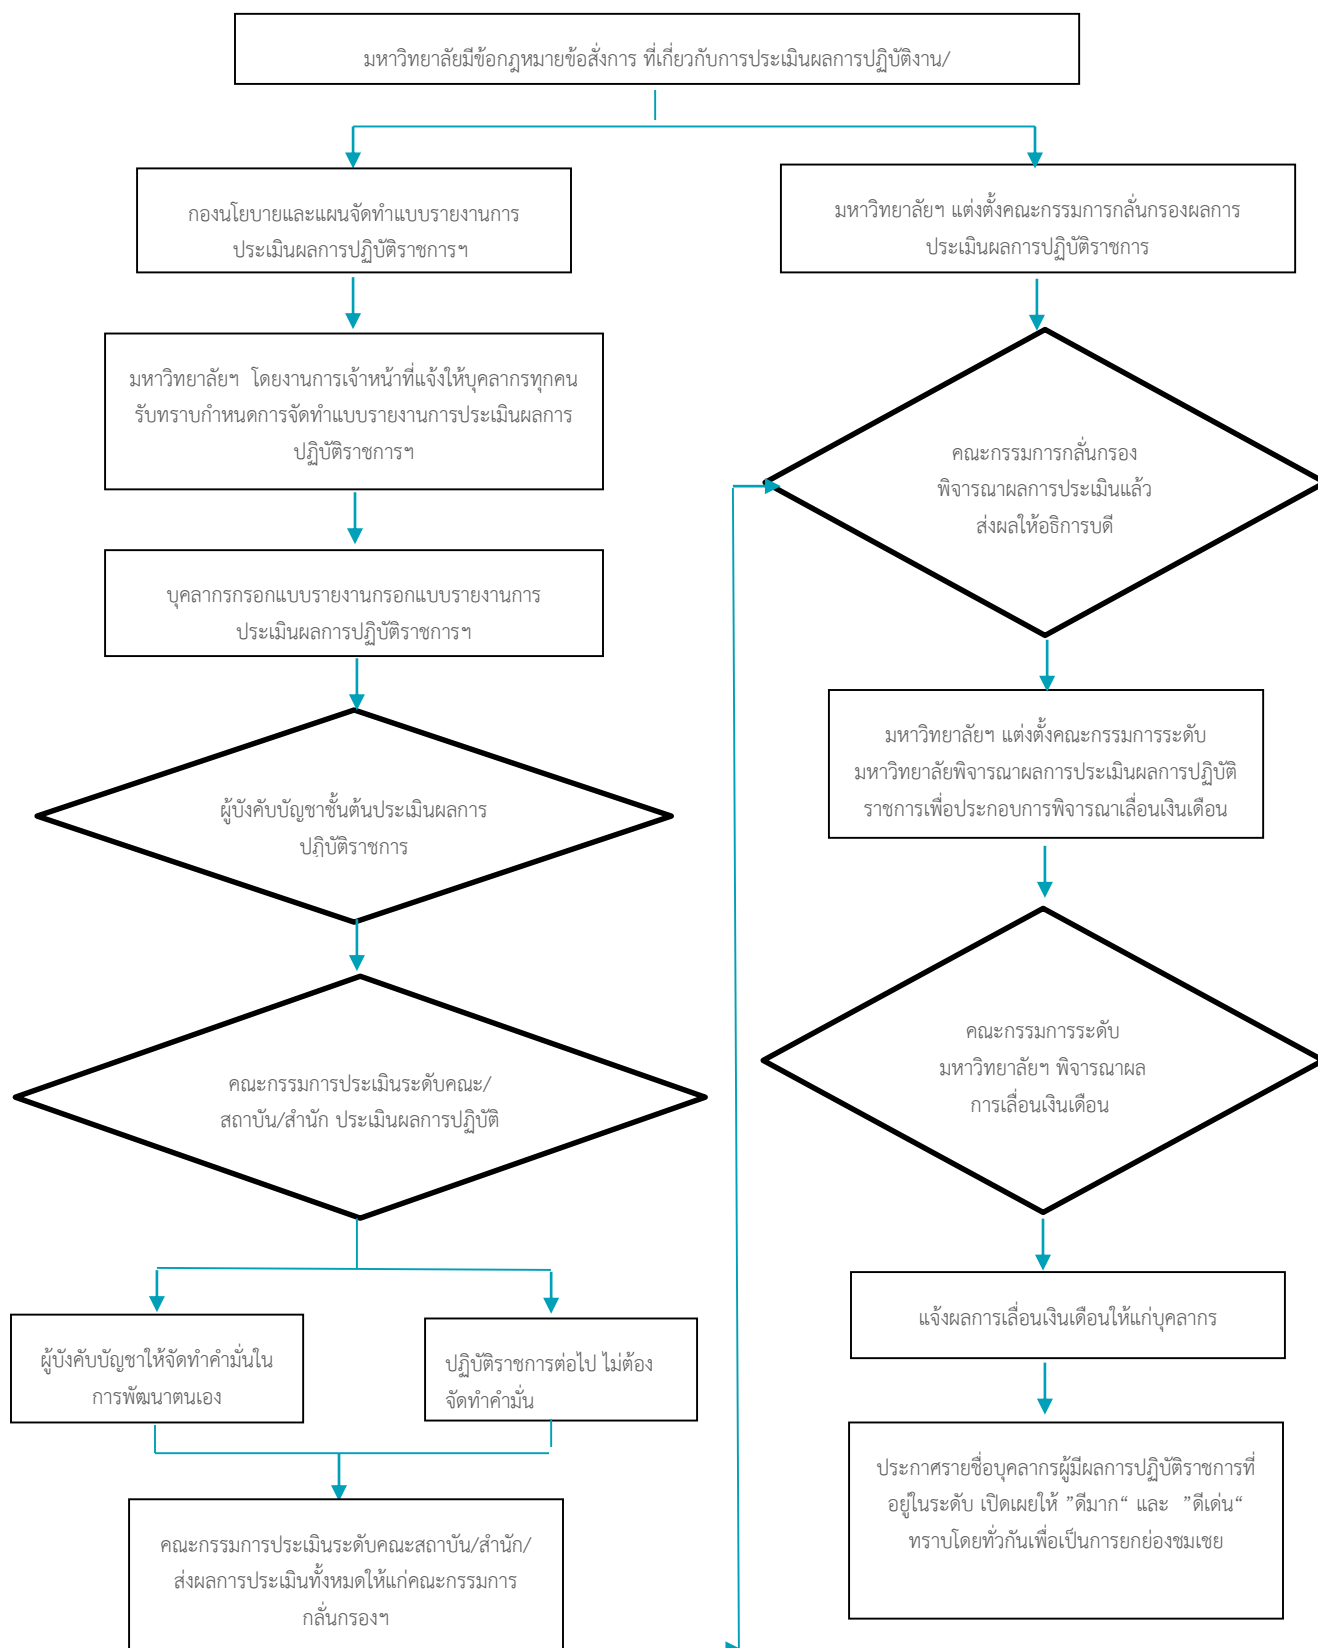 มหาวิทยาลัยมีข้อกฎหมายข้อสั่งการ ที่เกี่ยวกับการประเมินผลการปฏิบัติงาน/
กองนโยบายและแผนจัดทำแบบรายงานการ
ประเมินผลการปฏิบัติราชการฯ
มหาวิทยาลัยฯ โดยงานการเจ้าหน้าที่แจ้งให้บุคลากรทุกคน
รับทราบกำหนดการจัดทำแบบรายงานการประเมินผลการ
ปฏิบัติราชการฯ
บุคลากรกรอกแบบรายงานกรอกแบบรายงานการ
ประเมินผลการปฏิบัติราชการฯ
ผู้บังคับบัญชาชั้นต้นประเมินผลการ
ปฏิบัติราชการ
คณะกรรมการประเมินระดับคณะ/
สถาบัน/สำนัก ประเมินผลการปฏิบัติ
ผู้บังคับบัญชาให้จัดทำคำมั่นใน
การพัฒนาตนเอง
ปฏิบัติราชการต่อไป ไม่ต้อง
จัดทำคำมั่น
คณะกรรมการประเมินระดับคณะสถาบัน/สำนัก/
ส่งผลการประเมินทั้งหมดให้แก่คณะกรรมการ
กลั่นกรองฯ
มหาวิทยาลัยฯ แต่งตั้งคณะกรรมการกลั่นกรองผลการ
ประเมินผลการปฏิบัติราชการ
คณะกรรมการกลั่นกรอง
พิจารณาผลการประเมินแล้ว
ส่งผลให้อธิการบดี
มหาวิทยาลัยฯ แต่งตั้งคณะกรรมการระดับ
มหาวิทยาลัยพิจารณาผลการประเมินผลการปฏิบัติ
ราชการเพื่อประกอบการพิจารณาเลื่อนเงินเดือน
คณะกรรมการระดับ
มหาวิทยาลัยฯ พิจารณาผล
การเลื่อนเงินเดือน
แจ้งผลการเลื่อนเงินเดือนให้แก่บุคลากร
ประกาศรายชื่อบุคลากรผู้มีผลการปฏิบัติราชการที่
อยู่ในระดับ เปิดเผยให้ ”ดีมาก“ และ ”ดีเด่น“
ทราบโดยทั่วกันเพื่อเป็นการยกย่องชมเชย